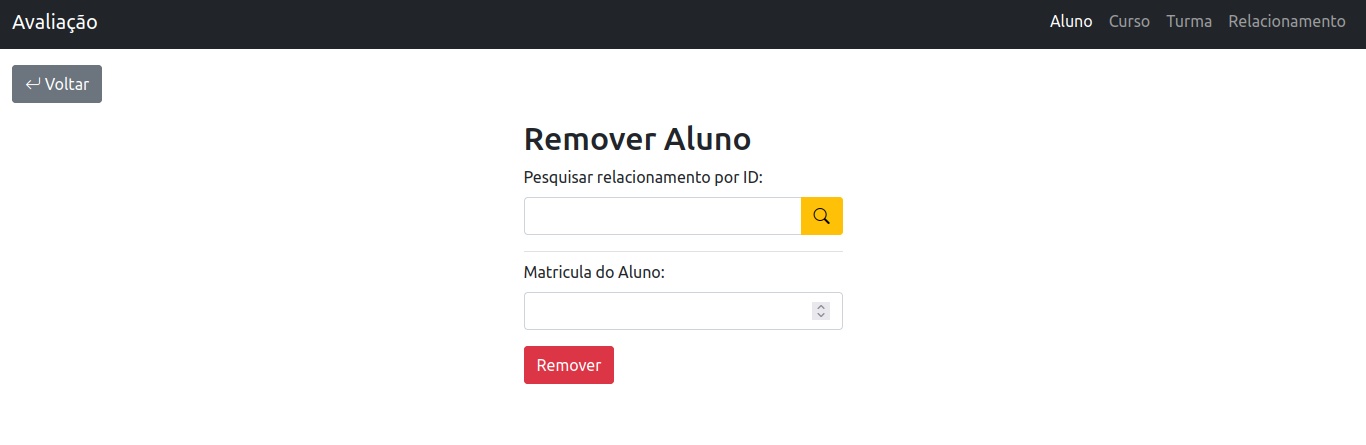 Avaliação
Aluno Curso Turma Relacionamento
Voltar
Remover Aluno
Pesquisar relacionamento por ID:
Matricula do Aluno:
Remover